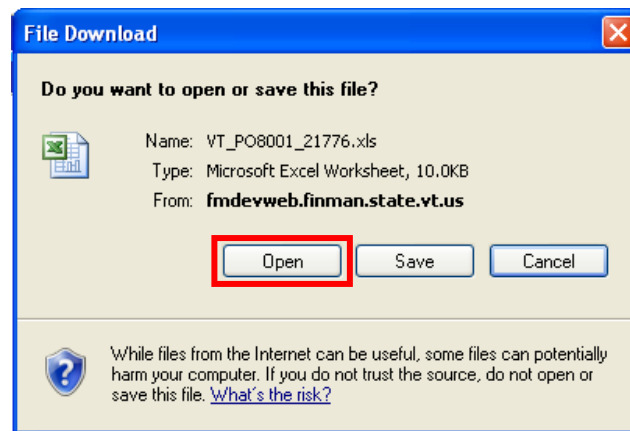 File Download
Do you want to open or save this file?
Name: VT_PO8001_21776.xls
Type: Microsoft Excel Worksheet, 10.0KB
From: fmdevweb.finman.state.vt.us
Open Save Cancel
While files from the Internet can be useful, some files can potentially
harm your computer. If you do not trust the source, do not open or
save this file. What's the risk?